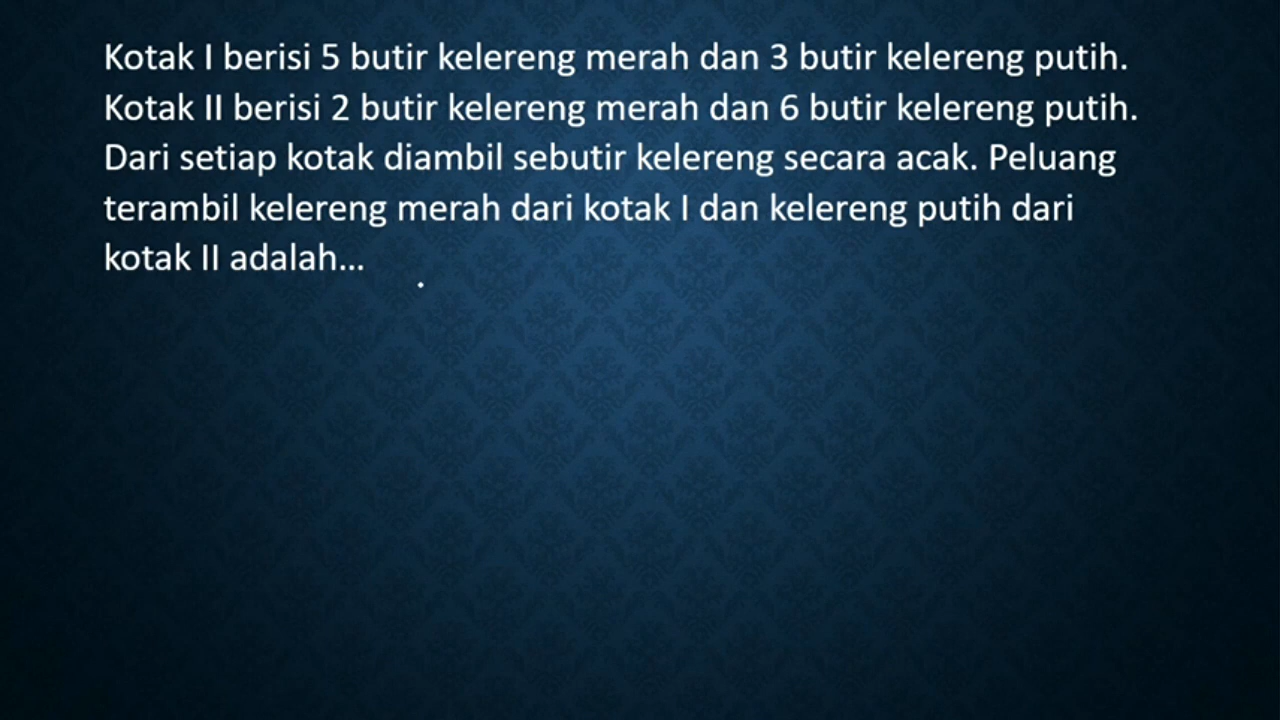 Kotak I berisi 5 butir kelereng merah dan 3 butir kelereng putih.
Kotak II berisi 2 butir kelereng merah dan 6 butir kelereng putih.
Dari setiap kotak diambil sebutir kelereng secara acak. Peluang
terambil kelereng merah dari kotak I dan kelereng putih dari
kotak II adalah...